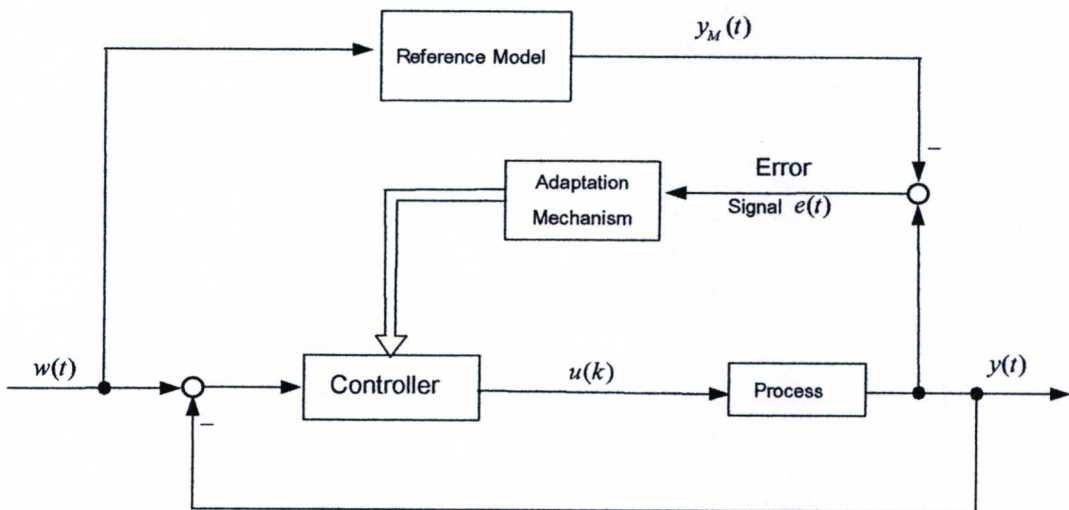 y_M(t)
Reference Model
−
Error
Signal e(t)
Adaptation
Mechanism
w(t)
Controller
u(k)
Process
y(t)
−